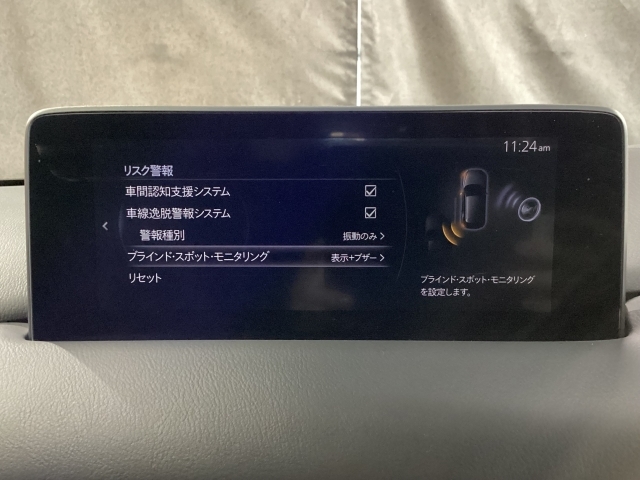 11:24am
リスク警報
車間認知支援システム
車線逸脱警報システム
警報種別 振動のみ
ブラインド・スポット・モニタリング 表示+ブザー
リセット
ブラインド・スポット・モニタリング
を設定します。